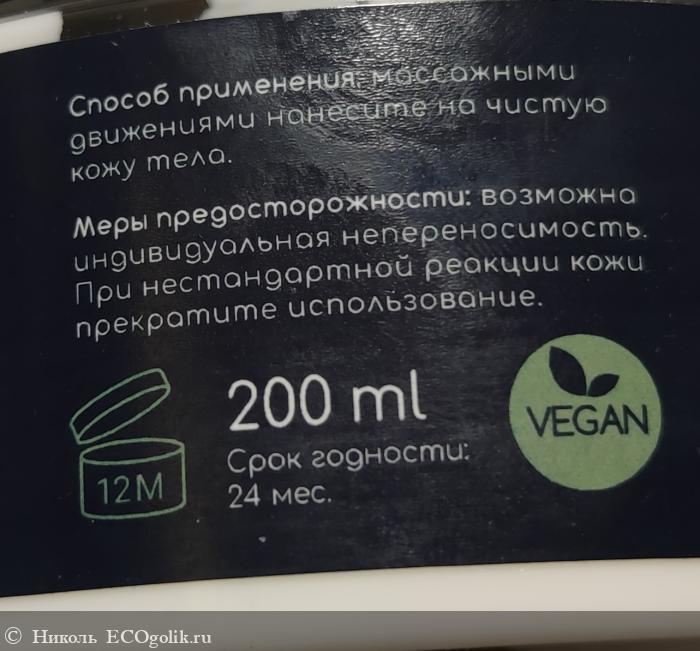 Способ применения: массажными
движениями нанесите на чистую
кожу тела.
Меры предосторожности: возможна
индивидуальная непереносимость.
При нестандартной реакции кожи
прекратите использование.
200 ml
VEGAN
Срок годности:
12M
24 мес.
© Николь ECOgolik.ru